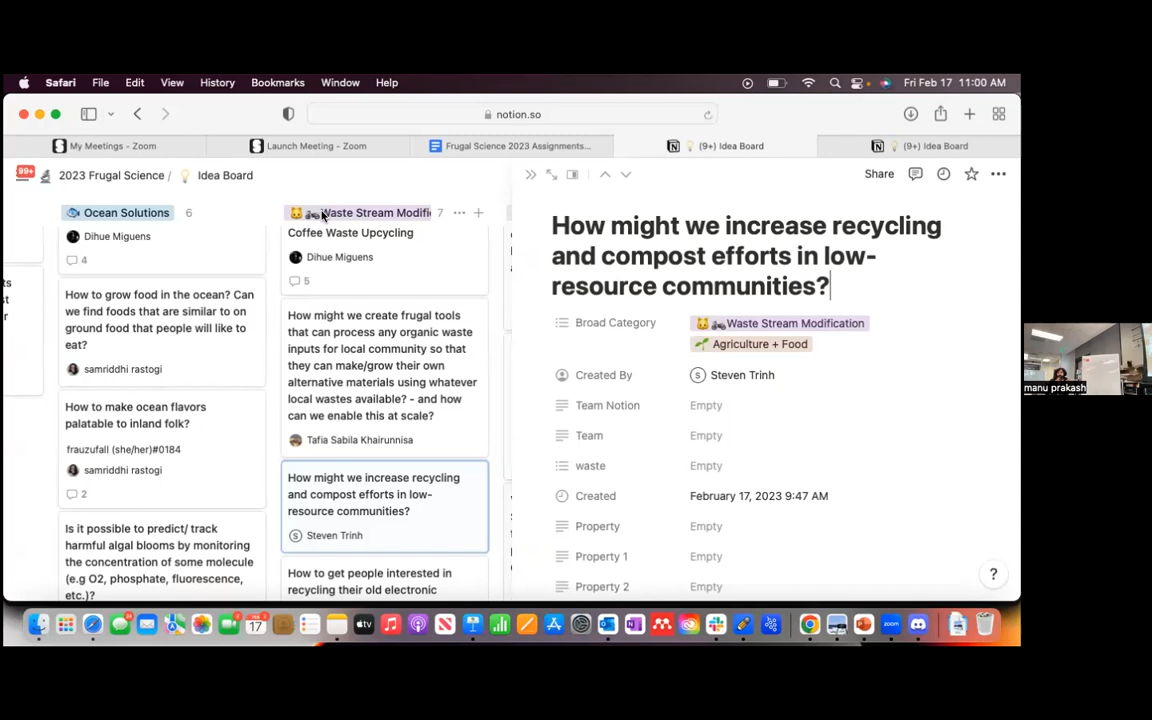 Safari File Edit View History Bookmarks Window Help Fri Feb 17 11:00 AM
notion.so
My Meetings - Zoom
Launch Meeting - Zoom
Frugal Science 2023 Assignments...
(9+) Idea Board
(9+) Idea Board
99+
2023 Frugal Science / Idea Board
Share
Ocean Solutions 6
Dihue Miguens
4
How to grow food in the ocean? Can
we find foods that are similar to on
ground food that people will like to
eat?
samriddhi rastogi
How to make ocean flavors
palatable to inland folk?
frauzufall (she/her)#0184
samriddhi rastogi
2
Is it possible to predict/ track
harmful algal blooms by monitoring
the concentration of some molecule
(e.g O2, phosphate, fluorescence,
etc.)?
Waste Stream Modifi 7
Coffee Waste Upcycling
Dihue Miguens
5
How might we create frugal tools
that can process any organic waste
inputs for local community so that
they can make/grow their own
alternative materials using whatever
local wastes available? - and how
can we enable this at scale?
Tafia Sabila Khairunnisa
How might we increase recycling
and compost efforts in low-
resource communities?
S Steven Trinh
How to get people interested in
recycling their old electronic
How might we increase recycling
and compost efforts in low-
resource communities?
Broad Category Waste Stream Modification
Agriculture + Food
Created By S Steven Trinh
Team Notion Empty
Team Empty
waste Empty
Created February 17, 2023 9:47 AM
Property Empty
Property 1 Empty
Property 2 Empty
?
manu prakash